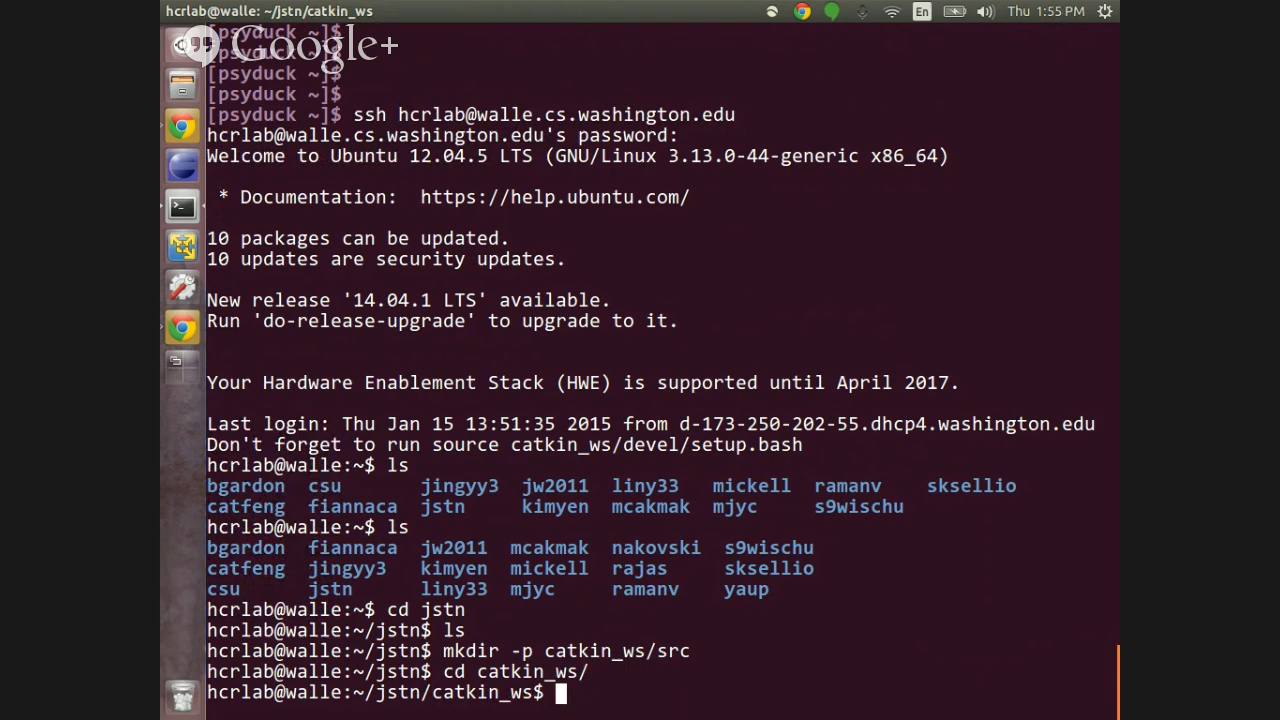 hcrlab@walle: ~/jstn/catkin_ws
En
Thu 1:55 PM
Google+
[psyduck ~]$
[psyduck ~]$
[psyduck ~]$
[psyduck ~]$
[psyduck ~]$ ssh hcrlab@walle.cs.washington.edu
hcrlab@walle.cs.washington.edu's password:
Welcome to Ubuntu 12.04.5 LTS (GNU/Linux 3.13.0-44-generic x86_64)
* Documentation:  https://help.ubuntu.com/
10 packages can be updated.
10 updates are security updates.
New release '14.04.1 LTS' available.
Run 'do-release-upgrade' to upgrade to it.
Your Hardware Enablement Stack (HWE) is supported until April 2017.
Last login: Thu Jan 15 13:51:35 2015 from d-173-250-202-55.dhcp4.washington.edu
Don't forget to run source catkin_ws/devel/setup.bash
hcrlab@walle:~$ ls
bgardon  csu       jingyy3  jw2011  liny33   mickell  ramanv    sksellio
catfeng  fiannaca  jstn     kimyen  mcakmak  mjyc     s9wischu
hcrlab@walle:~$ ls
bgardon  fiannaca  jw2011  mcakmak  nakovski  s9wischu
catfeng  jingyy3   kimyen  mickell  rajas     sksellio
csu      jstn      liny33  mjyc     ramanv    yaup
hcrlab@walle:~$ cd jstn
hcrlab@walle:~/jstn$ ls
hcrlab@walle:~/jstn$ mkdir -p catkin_ws/src
hcrlab@walle:~/jstn$ cd catkin_ws/
hcrlab@walle:~/jstn/catkin_ws$